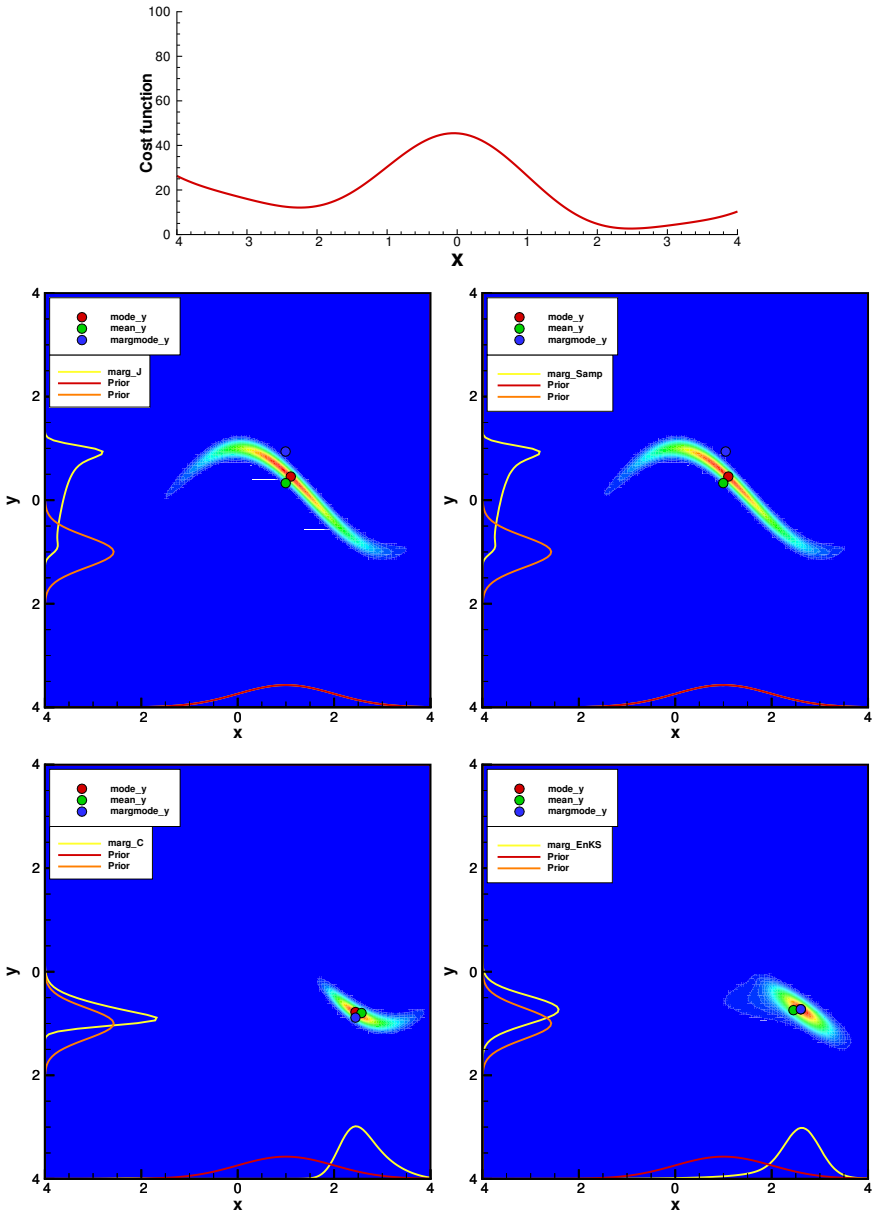 100
80
60
40
20
0
Cost function
4 3 2 1 0 1 2 3 4
X
4
2
0
2
4
y
mode_y
mean_y
margmode_y
marg_J
Prior
Prior
2 0 2 4
x
4
2
0
2
4
y
mode_y
mean_y
margmode_y
marg_Samp
Prior
Prior
2 0 2 4
x
4
2
0
2
4
y
mode_y
mean_y
margmode_y
marg_C
Prior
Prior
2 0 2 4
x
4
2
0
2
4
y
mode_y
mean_y
margmode_y
marg_EnKS
Prior
Prior
2 0 2 4
x